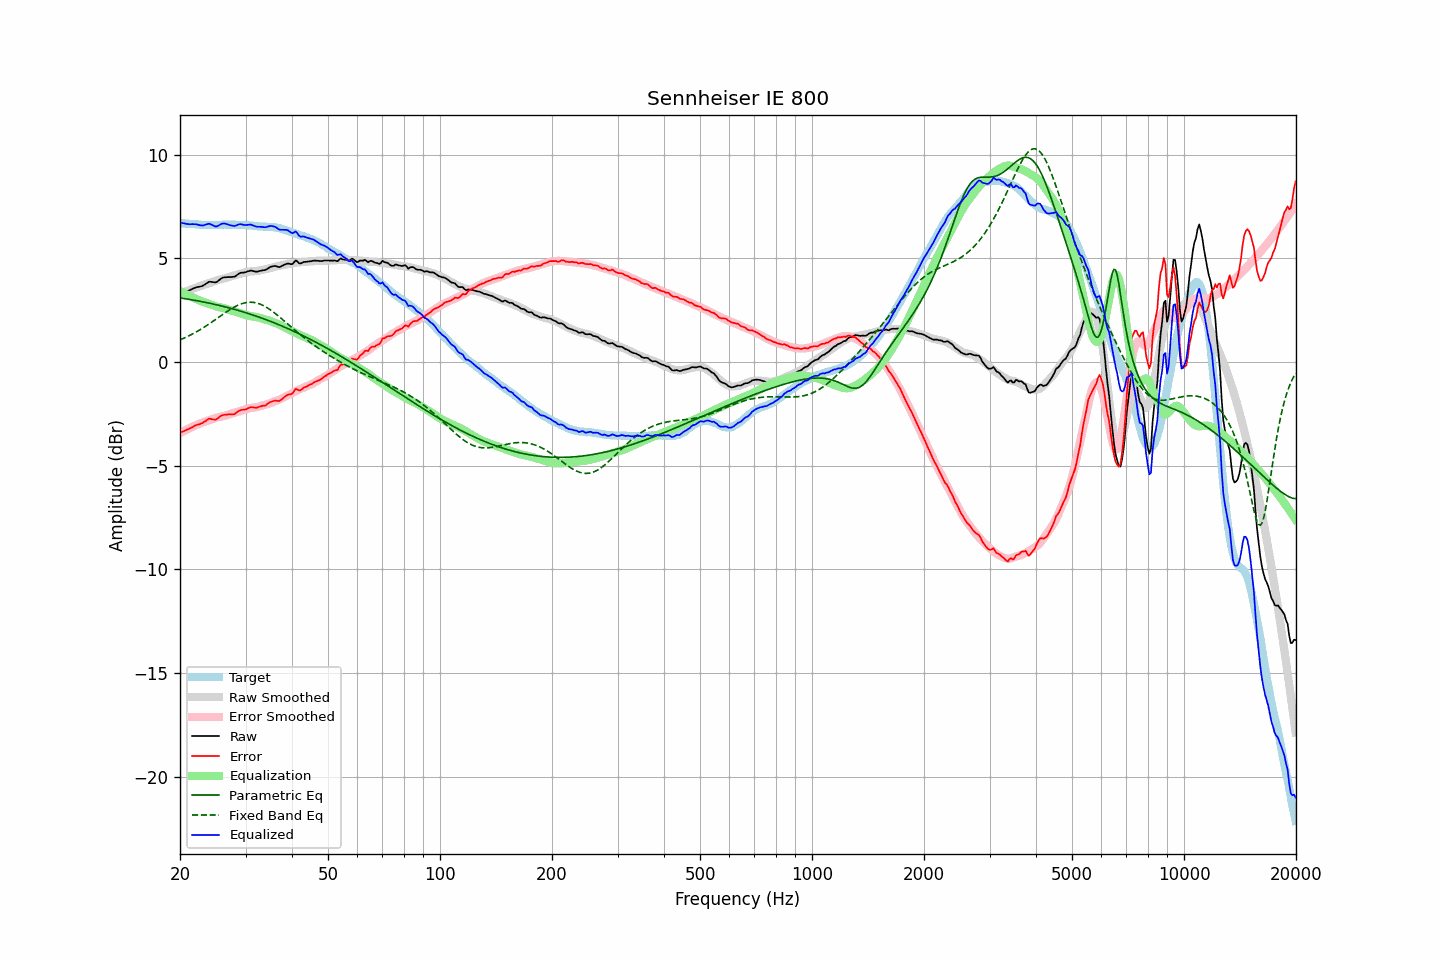 Sennheiser IE 800
Amplitude (dBr)
10
5
0
−5
−10
−15
−20
Target
Raw Smoothed
Error Smoothed
Raw
Error
Equalization
Parametric Eq
Fixed Band Eq
Equalized
20 50 100 200 500 1000 2000 5000 10000 20000
Frequency (Hz)